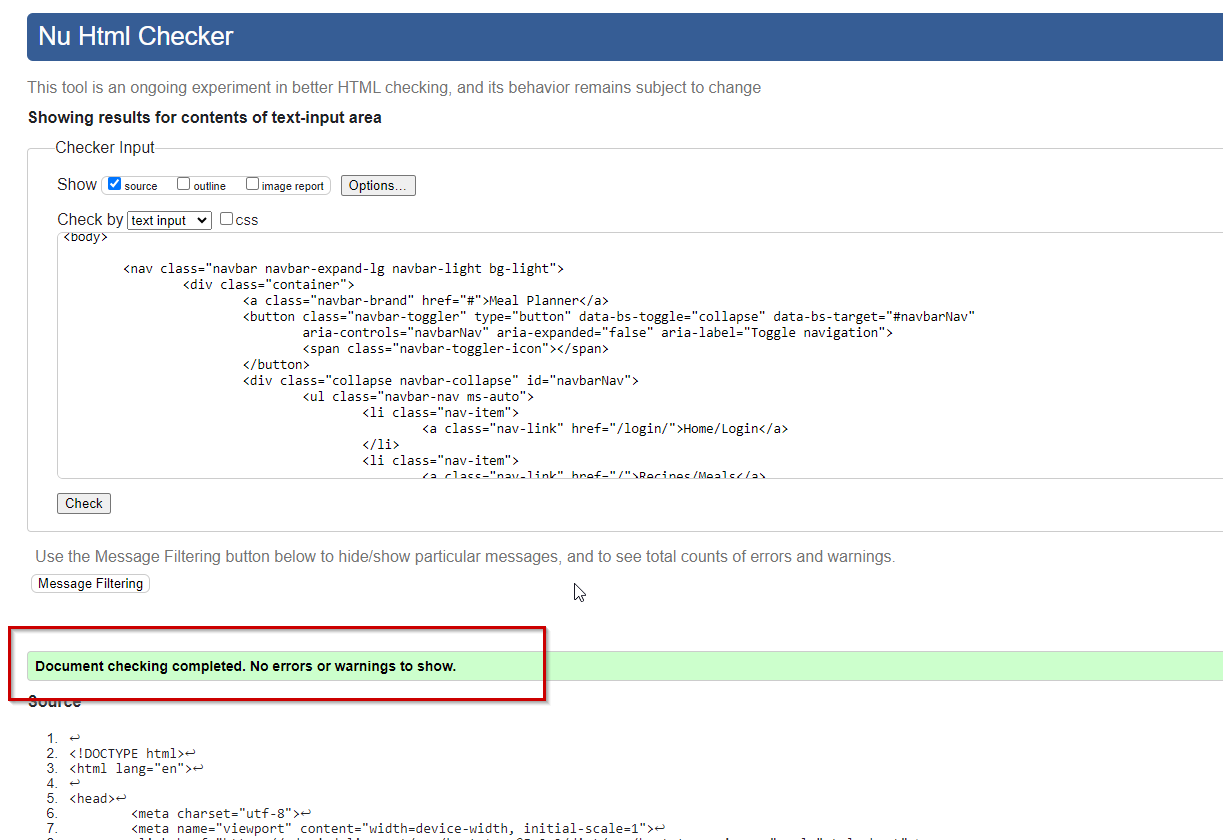 Nu Html Checker
This tool is an ongoing experiment in better HTML checking, and its behavior remains subject to change
Showing results for contents of text-input area
Checker Input
Show source outline image report Options...
Check by text input css
<body>
<nav class="navbar navbar-expand-lg navbar-light bg-light">
<div class="container">
<a class="navbar-brand" href="#">Meal Planner</a>
<button class="navbar-toggler" type="button" data-bs-toggle="collapse" data-bs-target="#navbarNav"
aria-controls="navbarNav" aria-expanded="false" aria-label="Toggle navigation">
<span class="navbar-toggler-icon"></span>
</button>
<div class="collapse navbar-collapse" id="navbarNav">
<ul class="navbar-nav ms-auto">
<li class="nav-item">
<a class="nav-link" href="/login/">Home/Login</a>
</li>
<li class="nav-item">
<a class="nav-link" href="/">Recipes/Meals</a>
Check
Use the Message Filtering button below to hide/show particular messages, and to see total counts of errors and warnings.
Message Filtering
Document checking completed. No errors or warnings to show.
Source
1. ↩
2. <!DOCTYPE html>↩
3. <html lang="en">↩
4. ↩
5. <head>↩
6. <meta charset="utf-8">↩
7. <meta name="viewport" content="width=device-width, initial-scale=1">↩